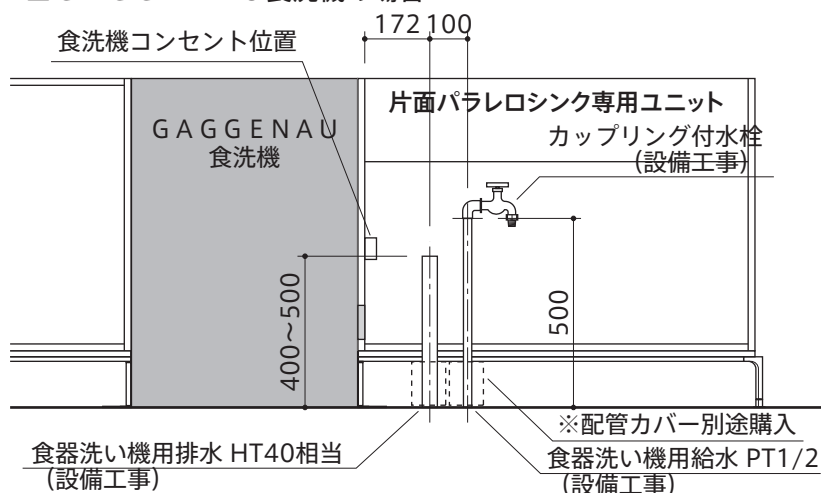 172 100
食洗機コンセント位置
片面パラレロシンク専用ユニット
GAGGENAU
食洗機
カップリング付水栓
(設備工事)
400～500
500
※配管カバー別途購入
食器洗い機用排水 HT40相当
(設備工事)
食器洗い機用給水 PT1/2
(設備工事)